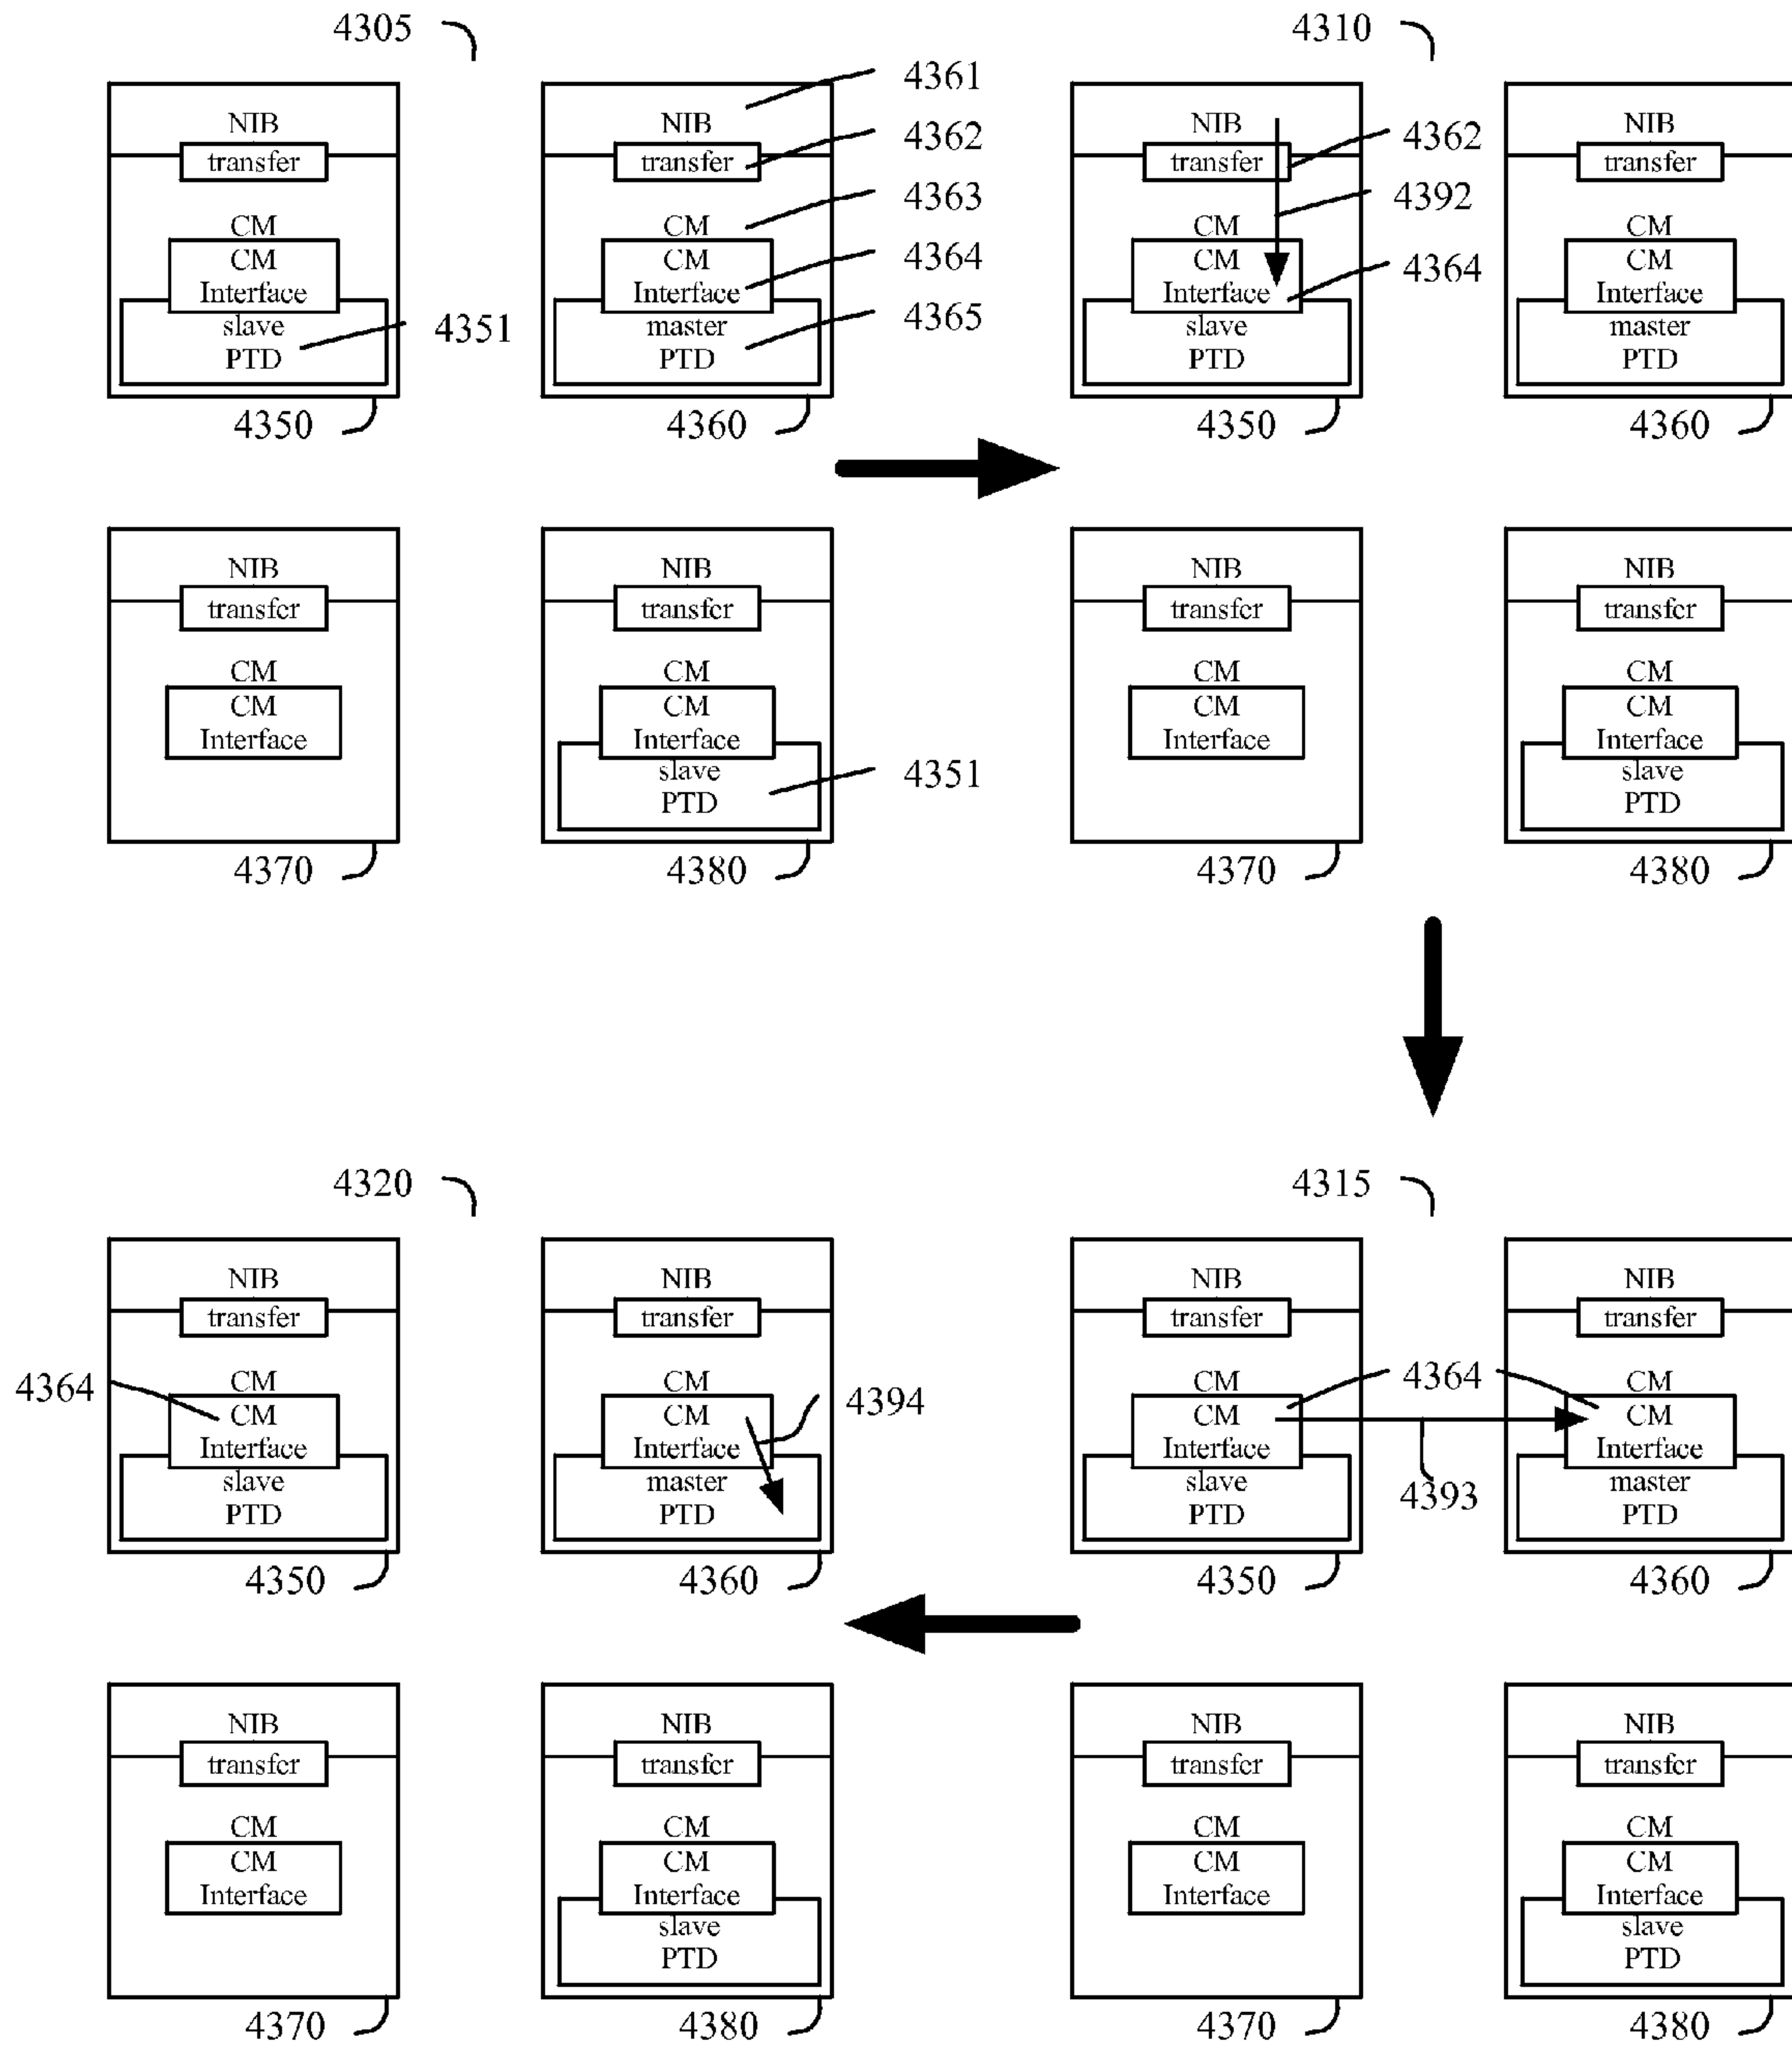 4305
4310
NIB
transfer
CM
CM
Interface
slave
PTD
4351
4350
NIB
transfer
CM
CM
Interface
master
PTD
4361
4362
4363
4364
4365
4360
NIB
transfer
CM
CM
Interface
slave
PTD
4362
4392
4364
4350
NIB
transfer
CM
CM
Interface
master
PTD
4360
NIB
transfer
CM
CM
Interface
4370
NIB
transfer
CM
CM
Interface
slave
PTD
4351
4380
NIB
transfer
CM
CM
Interface
4370
NIB
transfer
CM
CM
Interface
slave
PTD
4380
4320
4315
NIB
transfer
4364
CM
CM
Interface
slave
PTD
4350
NIB
transfer
CM
CM
Interface
master
PTD
4394
4360
NIB
transfer
CM
CM
Interface
slave
PTD
4364
4393
4350
NIB
transfer
CM
CM
Interface
master
PTD
4360
NIB
transfer
CM
CM
Interface
4370
NIB
transfer
CM
CM
Interface
slave
PTD
4380
NIB
transfer
CM
CM
Interface
4370
NIB
transfer
CM
CM
Interface
slave
PTD
4380